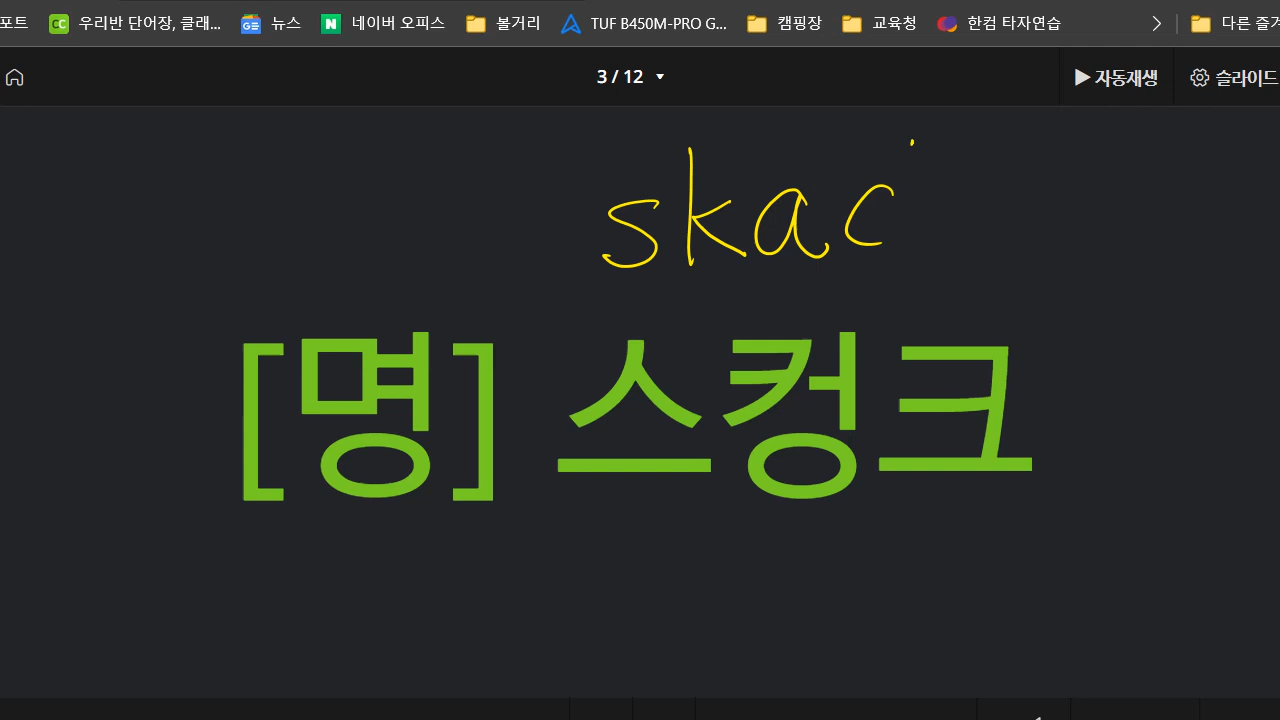 포트 우리반 단어장, 클래... 뉴스 네이버 오피스 볼거리 TUF B450M-PRO G... 캠핑장 교육청 한컴 타자연습 다른 즐겨
3 / 12 자동재생 슬라이드
skac
[명] 스컹크